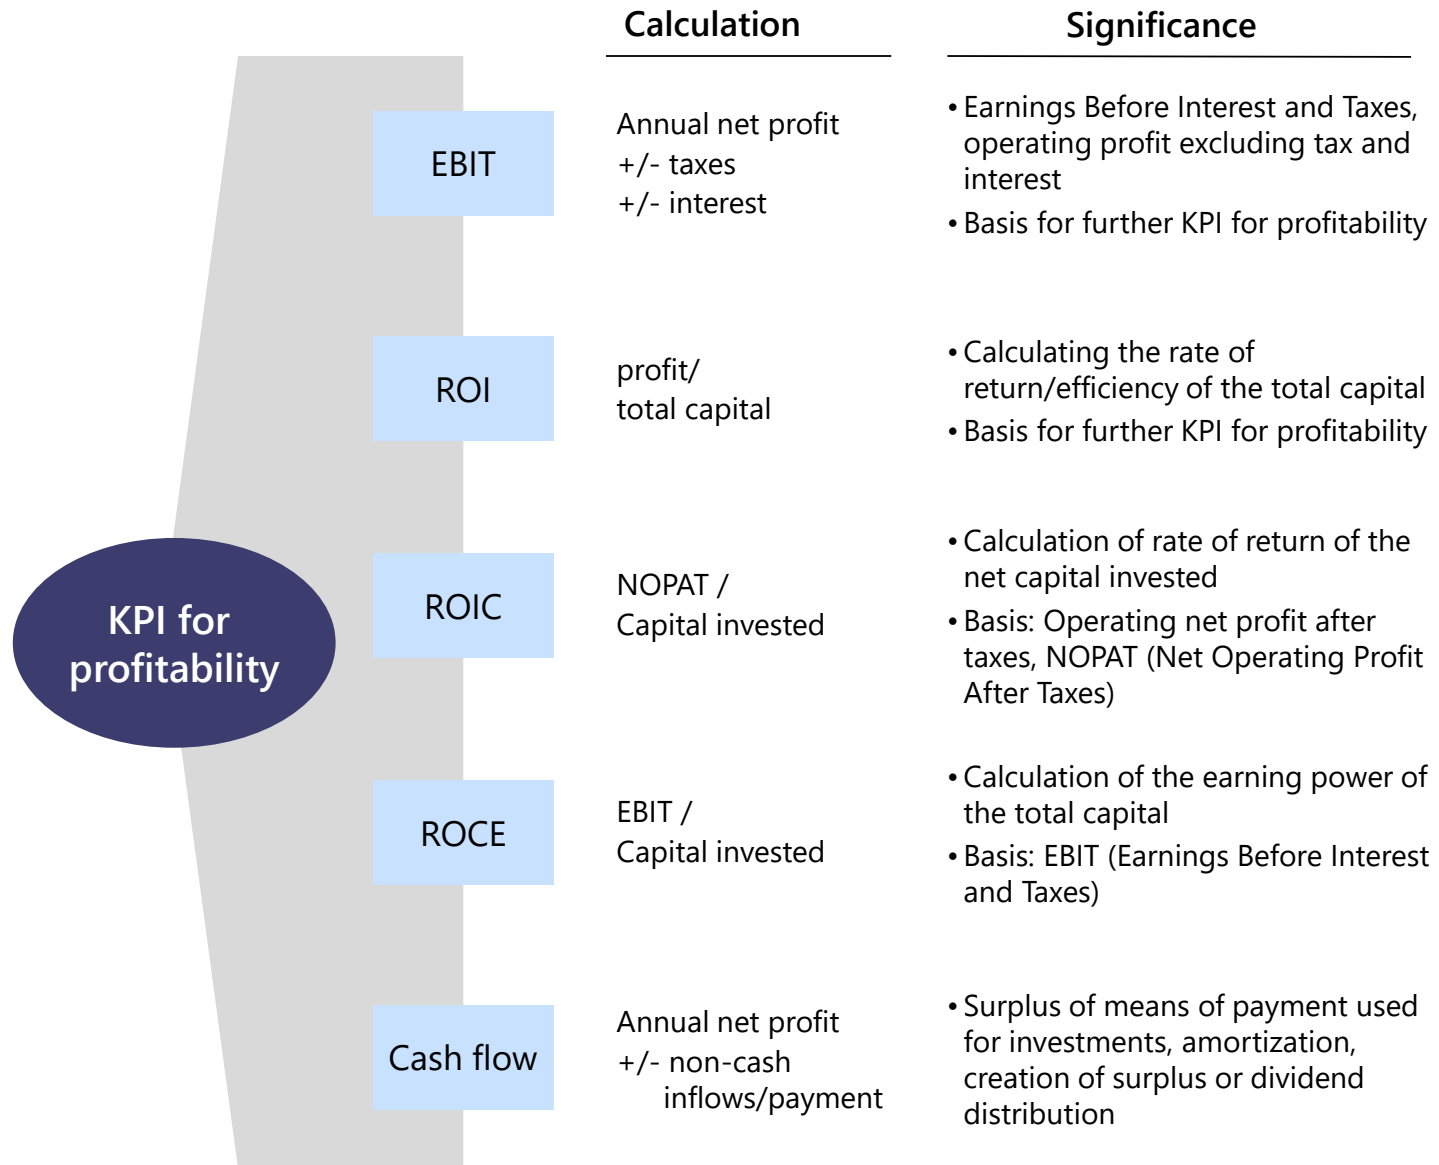 Calculation
Significance
KPI for
profitability
EBIT
Annual net profit
+/- taxes
+/- interest
• Earnings Before Interest and Taxes,
operating profit excluding tax and
interest
• Basis for further KPI for profitability
ROI
profit/
total capital
• Calculating the rate of
return/efficiency of the total capital
• Basis for further KPI for profitability
ROIC
NOPAT /
Capital invested
• Calculation of rate of return of the
net capital invested
• Basis: Operating net profit after
taxes, NOPAT (Net Operating Profit
After Taxes)
ROCE
EBIT /
Capital invested
• Calculation of the earning power of
the total capital
• Basis: EBIT (Earnings Before Interest
and Taxes)
Cash flow
Annual net profit
+/- non-cash
inflows/payment
• Surplus of means of payment used
for investments, amortization,
creation of surplus or dividend
distribution